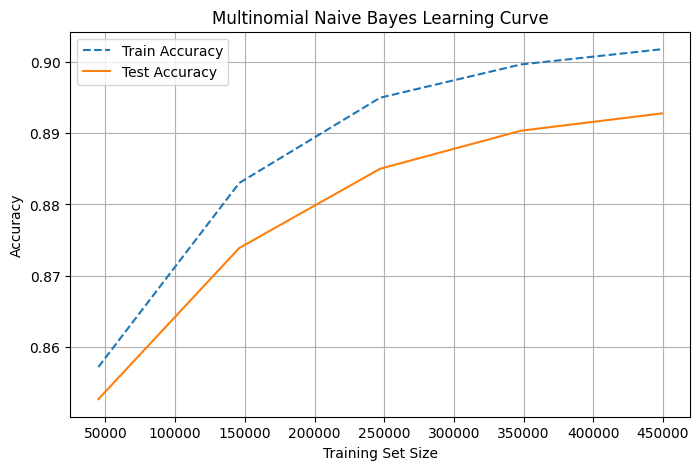 Multinomial Naive Bayes Learning Curve
Train Accuracy
Test Accuracy
0.90
0.89
0.88
0.87
0.86
Accuracy
50000 100000 150000 200000 250000 300000 350000 400000 450000
Training Set Size